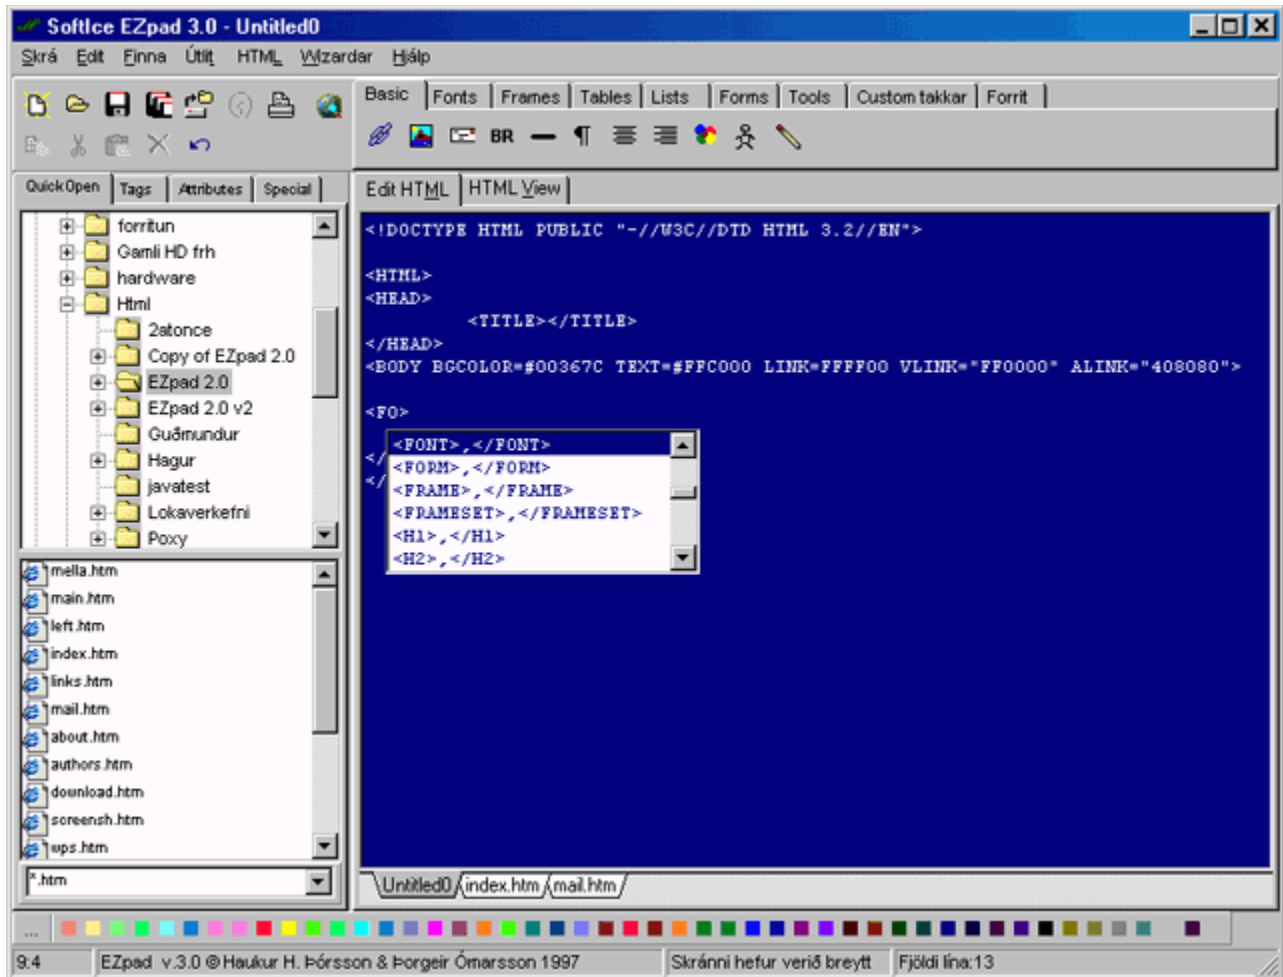 SoftIce EZpad 3.0 - Untitled0
Skrá Edit Finna Útlit HTML Wizardar Hjálp
Basic Fonts Frames Tables Lists Forms Tools Custom takkar Forrit
BR
QuickOpen Tags Attributes Special
Edit HTML HTML View
forritun
Gamli HD frh
hardware
Html
2atonce
Copy of EZpad 2.0
EZpad 2.0
EZpad 2.0 v2
Guðmundur
Hagur
javatest
Lokaverkefni
Poxy
mella.htm
main.htm
left.htm
index.htm
links.htm
mail.htm
about.htm
authors.htm
download.htm
screensh.htm
wps.htm
*.htm
<!DOCTYPE HTML PUBLIC "-//W3C//DTD HTML 3.2//EN">
<HTML>
<HEAD>
<TITLE></TITLE>
</HEAD>
<BODY BGCOLOR=#00367C TEXT=#FFC000 LINK=FFFF00 VLINK="FF0000" ALINK="408080">
<FO>
</
</
<FONT>,</FONT>
<FORM>,</FORM>
<FRAME>,</FRAME>
<FRAMESET>,</FRAMESET>
<H1>,</H1>
<H2>,</H2>
Untitled0 index.htm mail.htm
...
9:4 EZpad v.3.0 @ Haukur H. Þórsson & Þorgeir Ómarsson 1997 Skránni hefur verið breytt Fjöldi lína:13